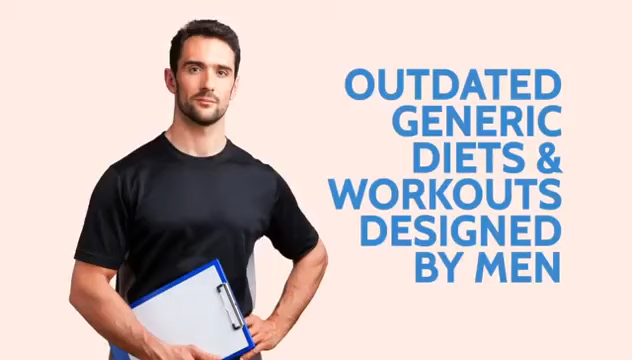 OUTDATED
GENERIC
DIETS &
WORKOUTS
DESIGNED
BY MEN